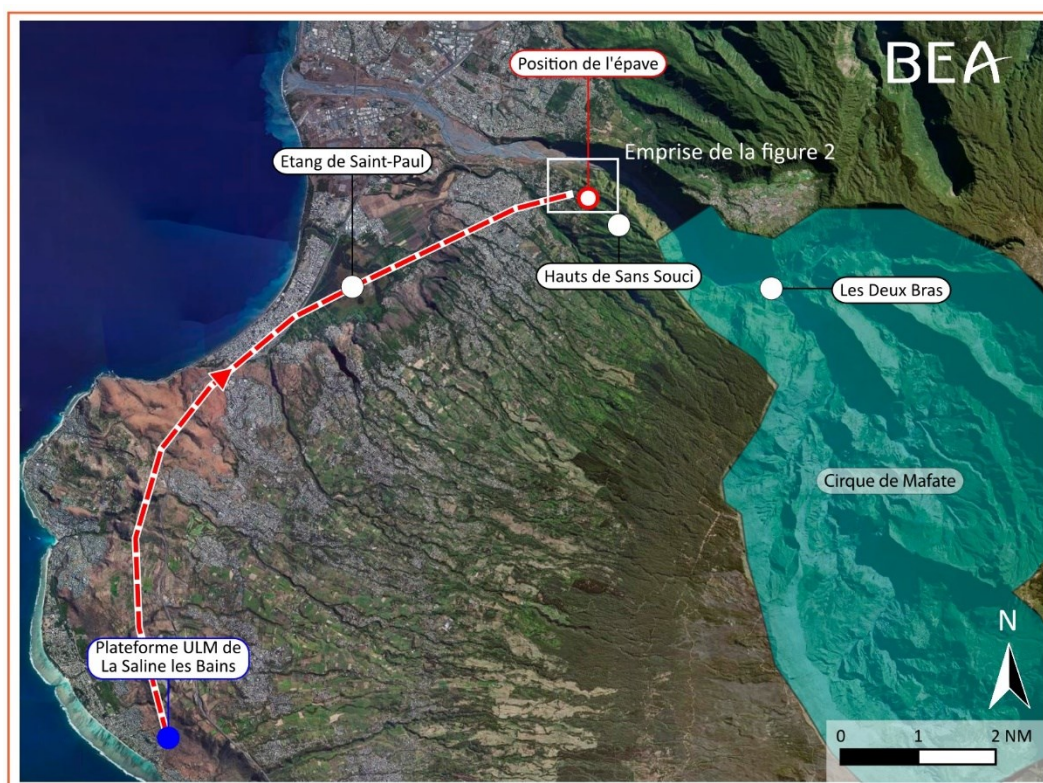 BEA
Position de l'épave
Emprise de la figure 2
Etang de Saint-Paul
Hauts de Sans Souci
Les Deux Bras
Cirque de Mafate
Plateforme ULM de
La Saline les Bains
N
0 1 2 NM